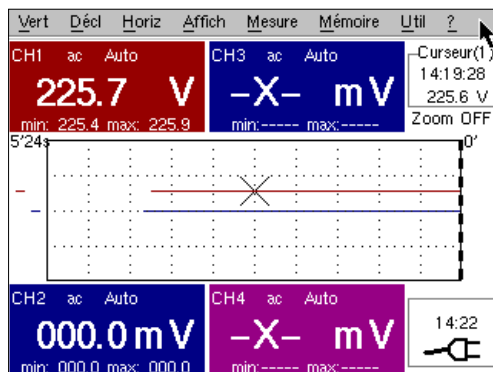 Vert Décl Horiz Affich Mesure Mémoire Util ?
CH1 ac Auto
225.7 V
min: 225.4 max: 225.9
CH3 ac Auto
-X- mV
min:----- max:-----
Curseur(1)
14:19:28
225.6 V
Zoom OFF
5'24s
0'
CH2 ac Auto
000.0 mV
min: 000.0 max: 000.0
CH4 ac Auto
-X- mV
min:----- max:-----
14:22